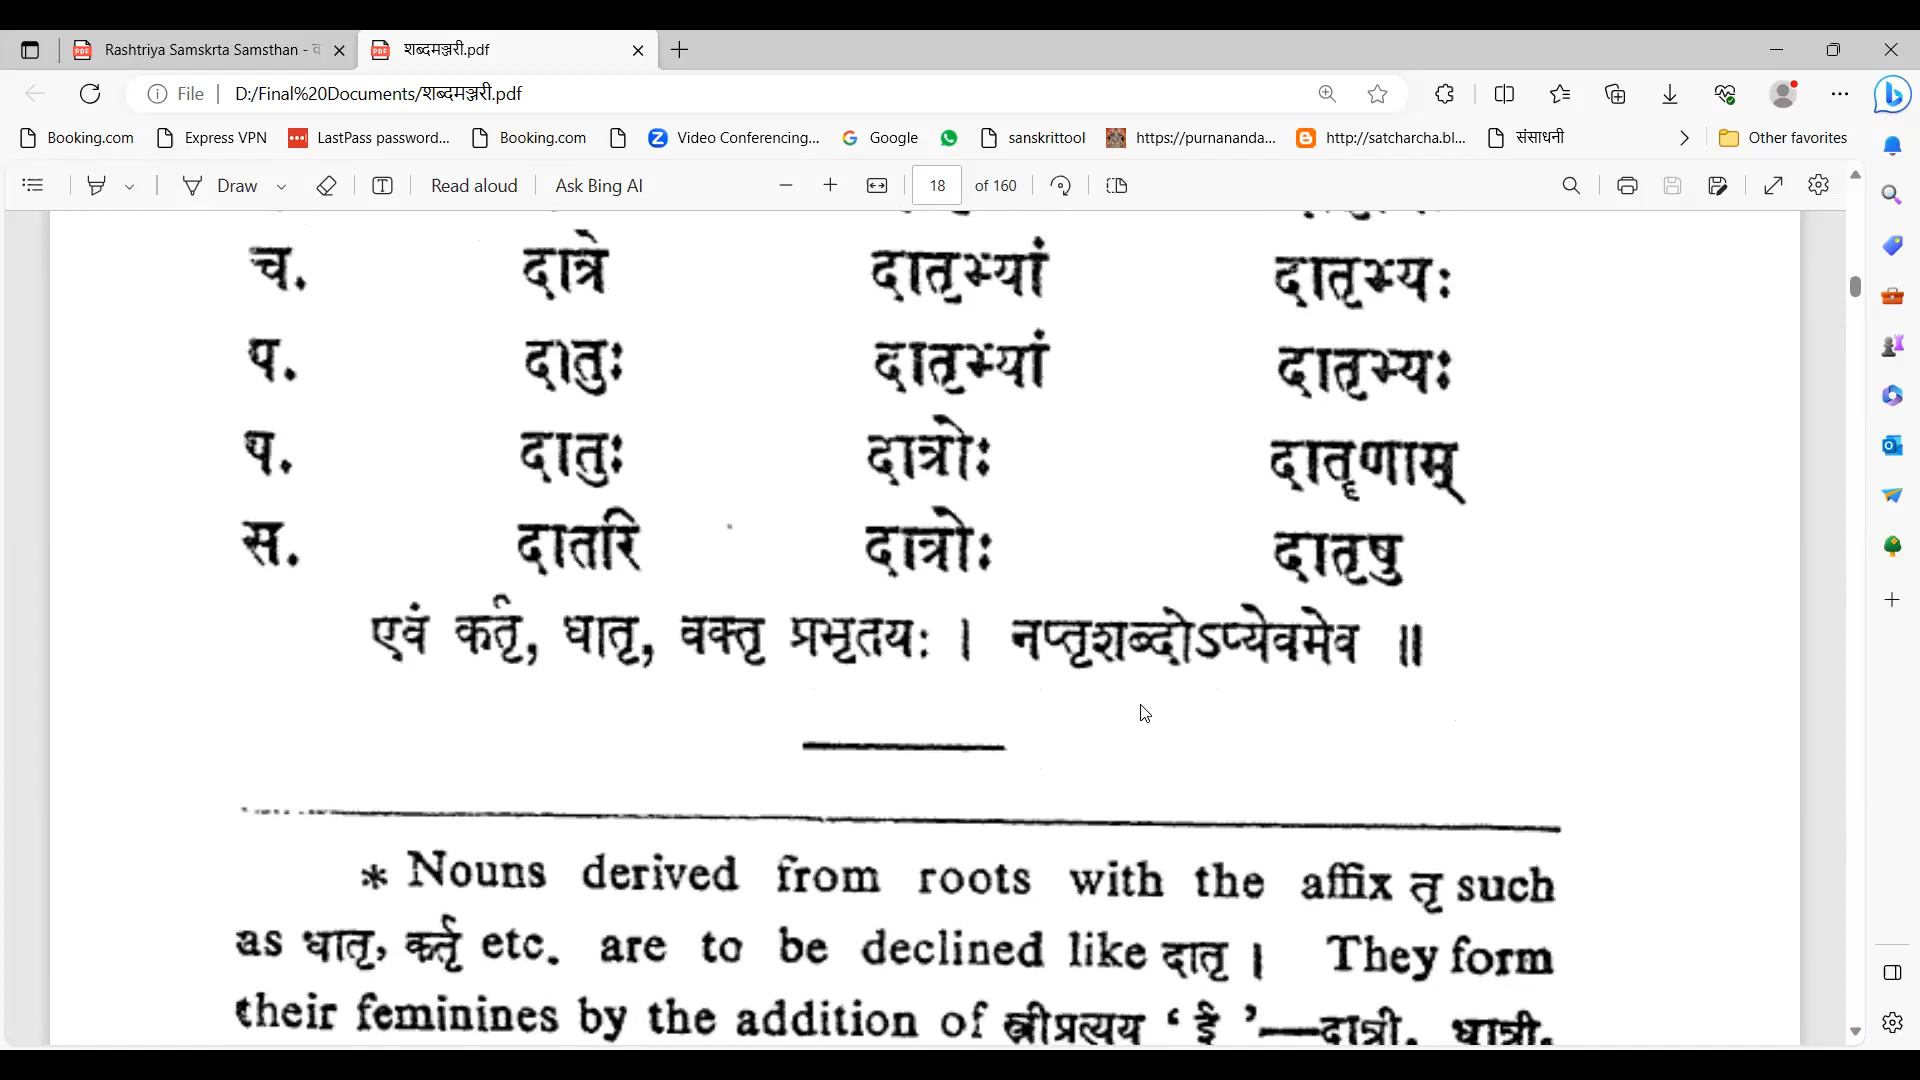 Rashtriya Samskrta Samsthan - व
शब्दमञ्जरी.pdf
File
D:/Final%20Documents/शब्दमञ्जरी.pdf
Booking.com
Express VPN
LastPass password...
Booking.com
Video Conferencing...
Google
sanskrittool
https://purnananda...
http://satcharcha.bl...
संसाधनी
Other favorites
Draw
Read aloud
Ask Bing AI
18 of 160
च. दात्रे दातृभ्यां दातृभ्यः
प. दातुः दातृभ्यां दातृभ्यः
ष. दातुः दात्रोः दातॄणाम्
स. दातरि दात्रोः दातृषु
एवं कर्तृ, धातृ, वक्तृ प्रभृतयः । नप्तृशब्दोऽप्येवमेव ॥
* Nouns derived from roots with the affix तृ such
as धातृ, कर्तृ etc. are to be declined like दातृ । They form
their feminines by the addition of स्त्रीप्रत्यय ‘ ई ’—दात्री, धात्री,